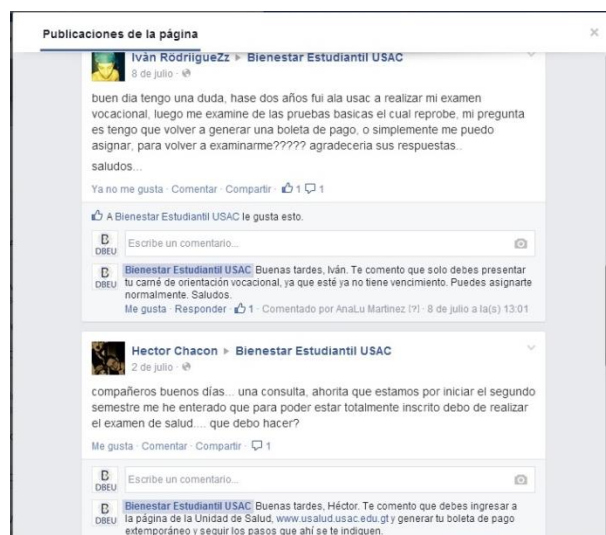 Publicaciones de la página
×
Iván RödriigueZz ▸ Bienestar Estudiantil USAC
8 de julio ·
buen dia tengo una duda, hase dos años fui ala usac a realizar mi examen
vocacional, luego me examine de las pruebas basicas el cual reprobe, mi pregunta
es tengo que volver a generar una boleta de pago, o simplemente me puedo
asignar, para volver a examinarme????? agradeceria sus respuestas..
saludos...
Ya no me gusta · Comentar · Compartir · 1 1
A Bienestar Estudiantil USAC le gusta esto.
B
DBEU
Escribe un comentario...
B
DBEU
Bienestar Estudiantil USAC Buenas tardes, Iván. Te comento que solo debes presentar
tu carné de orientación vocacional, ya que esté ya no tiene vencimiento. Puedes asignarte
normalmente. Saludos.
Me gusta · Responder · 1 · Comentado por AnaLu Martinez [?] · 8 de julio a la(s) 13:01
Hector Chacon ▸ Bienestar Estudiantil USAC
2 de julio ·
compañeros buenos días... una consulta, ahorita que estamos por iniciar el segundo
semestre me he enterado que para poder estar totalmente inscrito debo de realizar
el examen de salud.... que debo hacer?
Me gusta · Comentar · Compartir · 1
B
DBEU
Escribe un comentario...
B
DBEU
Bienestar Estudiantil USAC Buenas tardes, Héctor. Te comento que debes ingresar a
la página de la Unidad de Salud, www.usalud.usac.edu.gt y generar tu boleta de pago
extemporáneo y seguir los pasos que ahí se te indiquen.